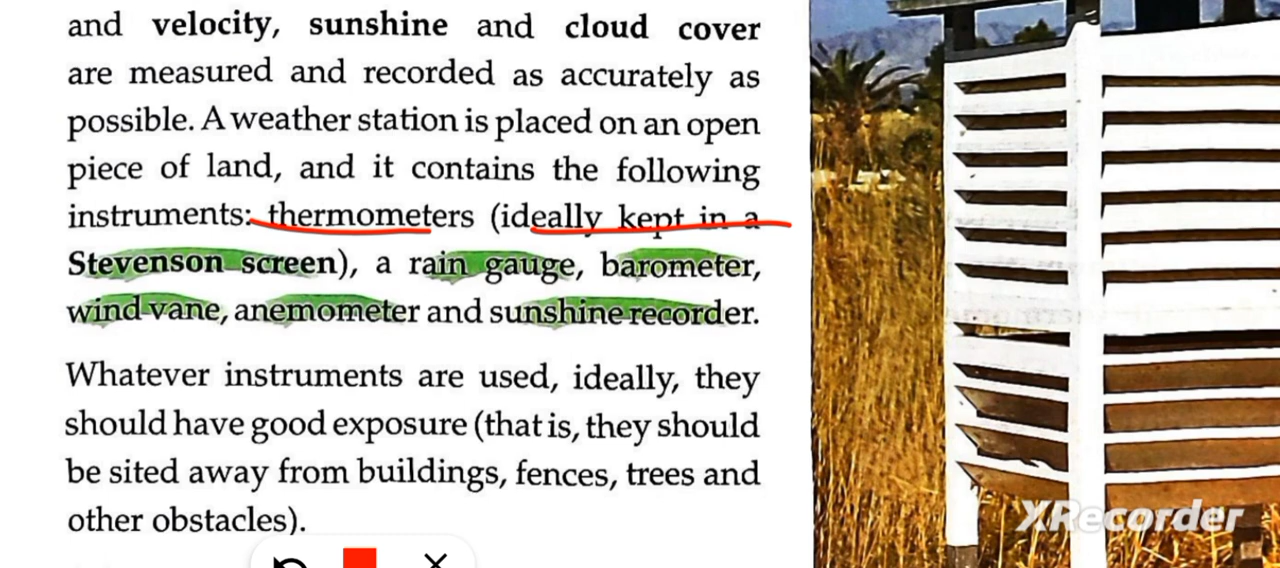 and velocity, sunshine and cloud cover
are measured and recorded as accurately as
possible. A weather station is placed on an open
piece of land, and it contains the following
instruments: thermometers (ideally kept in a
Stevenson screen), a rain gauge, barometer,
wind vane, anemometer and sunshine recorder.
Whatever instruments are used, ideally, they
should have good exposure (that is, they should
be sited away from buildings, fences, trees and
other obstacles).
XRecorder